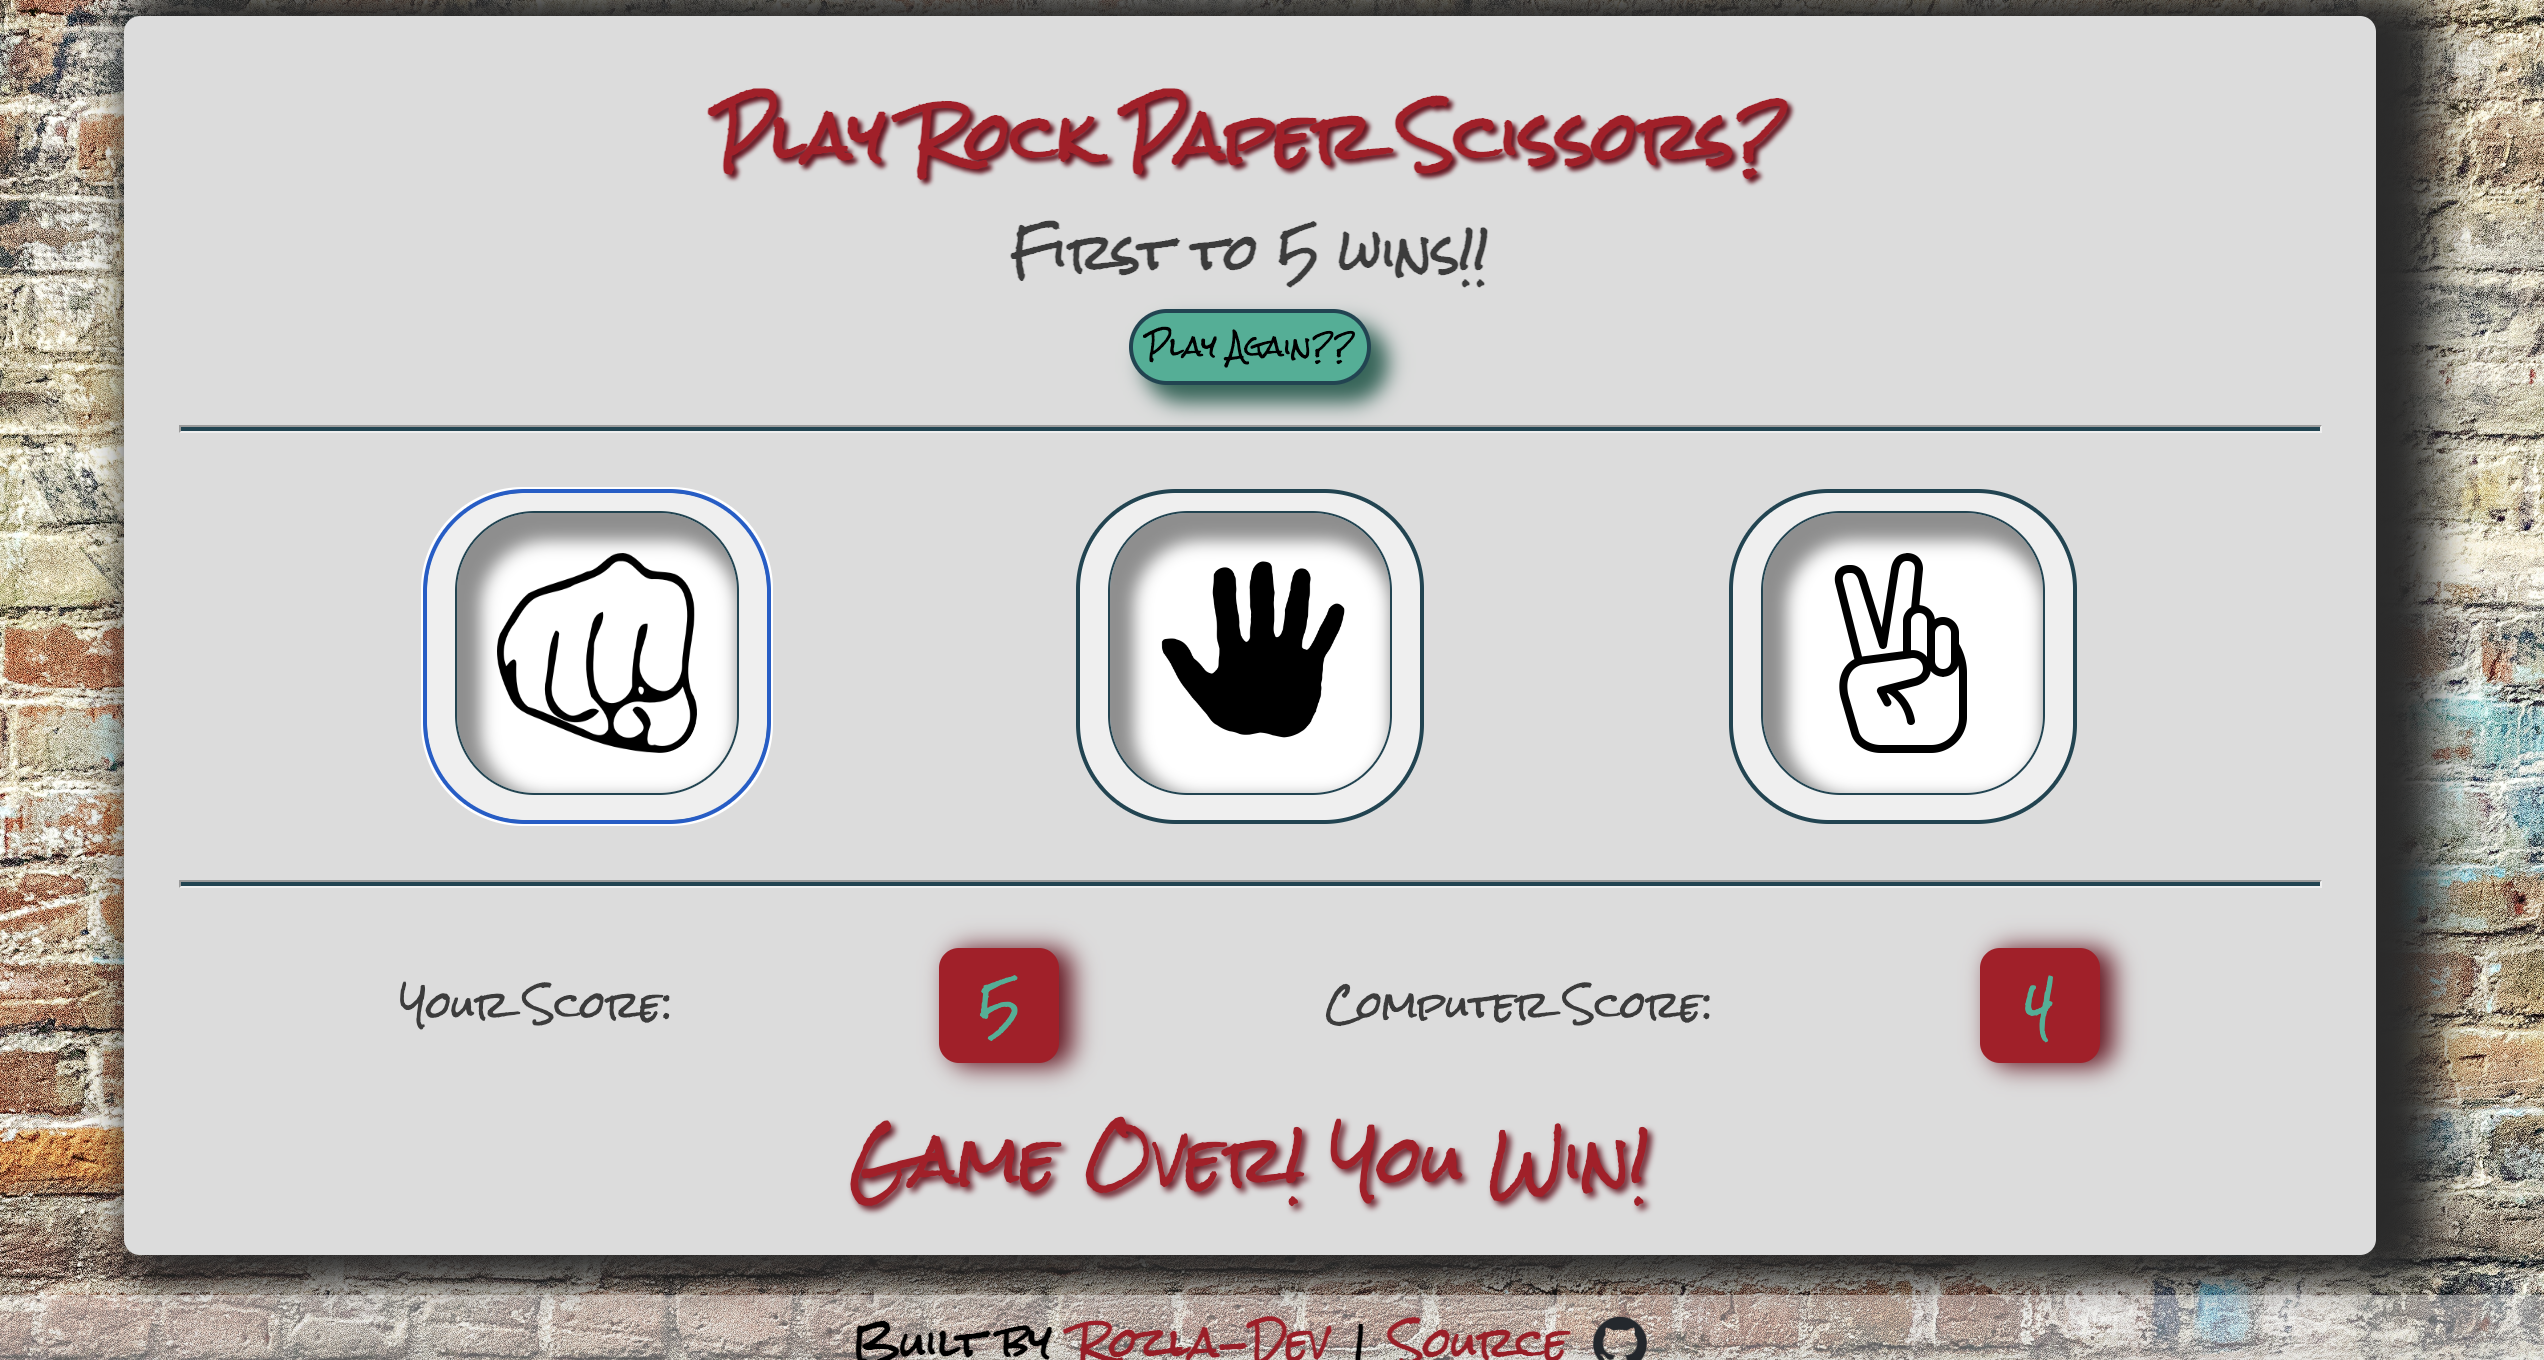 Play Rock Paper Scissors?
First to 5 wins!!
Play Again??
Your Score: 5 Computer Score: 4
Game Over! You Win!
Built by Rozla-Dev | Source